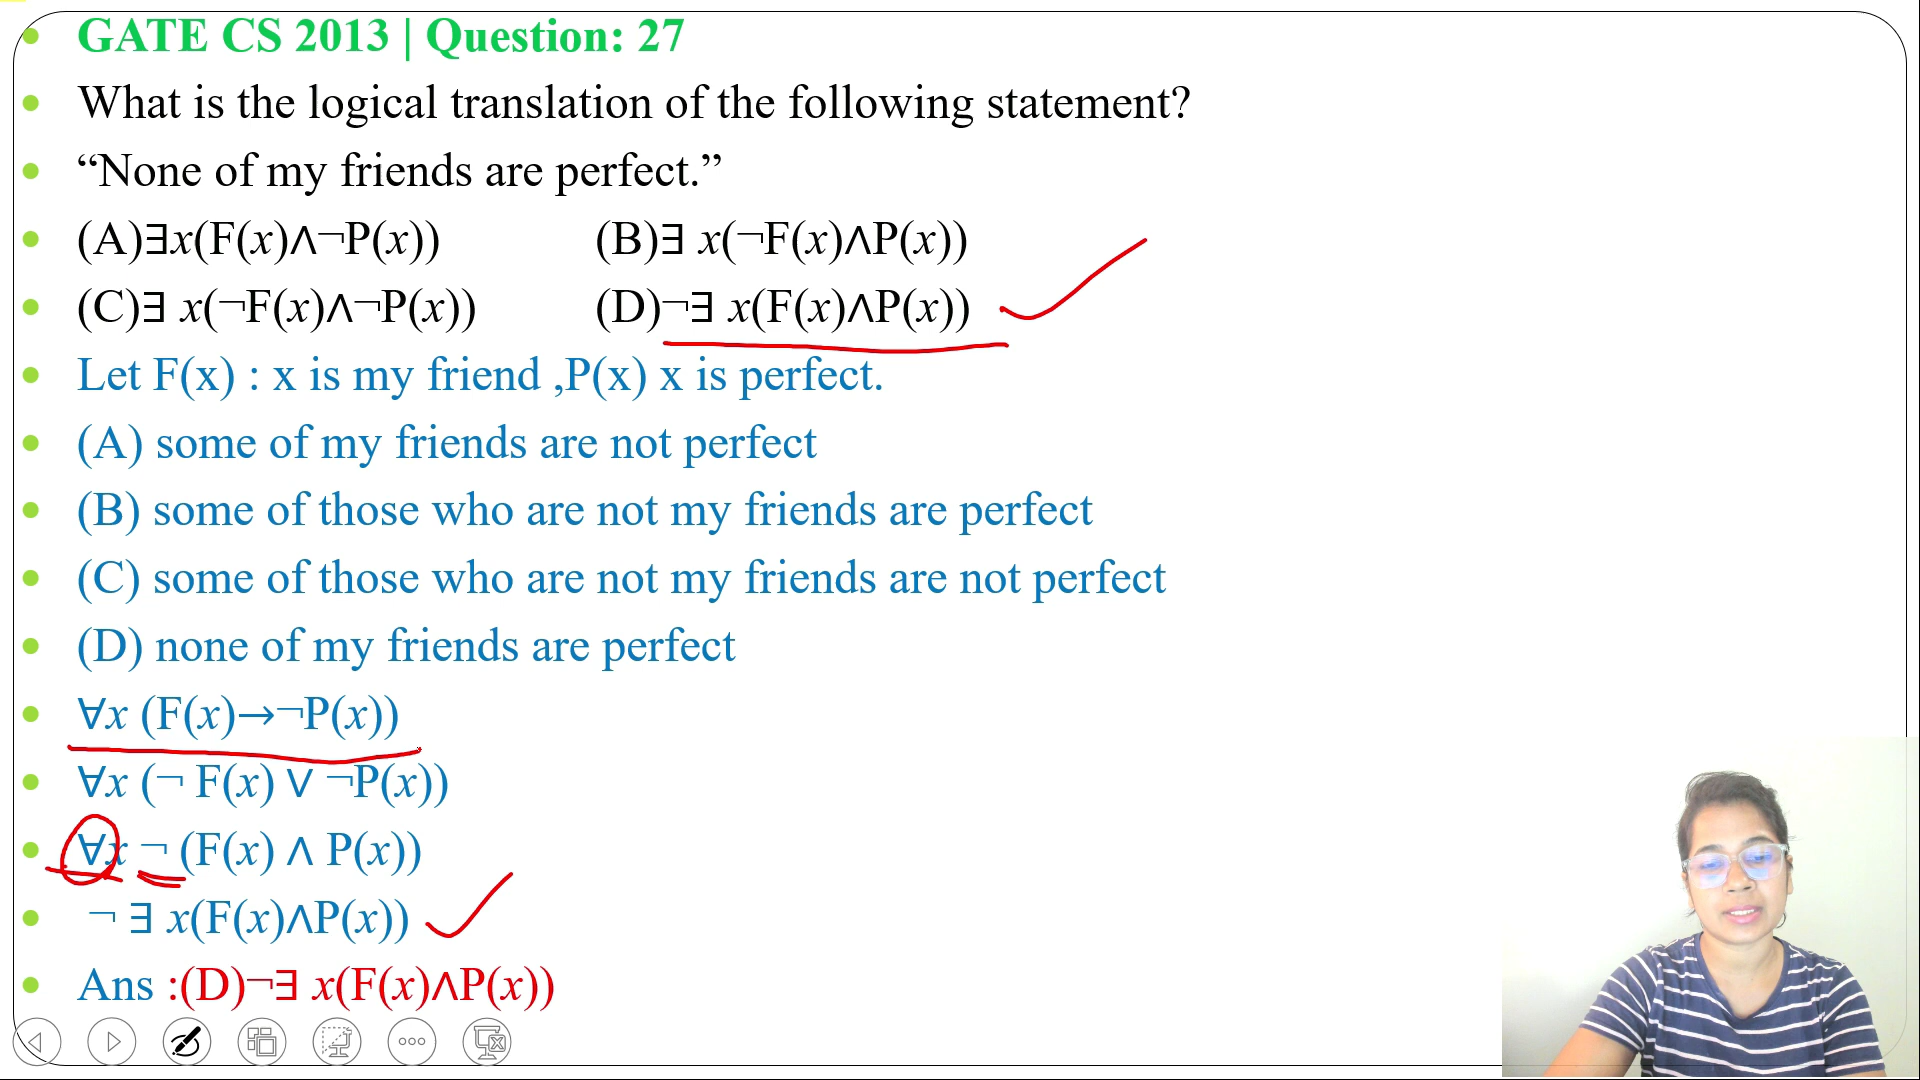 GATE CS 2013 | Question: 27
What is the logical translation of the following statement?
“None of my friends are perfect.”
(A)∃x(F(x)∧¬P(x)) (B)∃ x(¬F(x)∧P(x))
(C)∃ x(¬F(x)∧¬P(x)) (D)¬∃ x(F(x)∧P(x))
Let F(x) : x is my friend ,P(x) x is perfect.
(A) some of my friends are not perfect
(B) some of those who are not my friends are perfect
(C) some of those who are not my friends are not perfect
(D) none of my friends are perfect
∀x (F(x)→¬P(x))
∀x (¬ F(x) ∨ ¬P(x))
∀x ¬ (F(x) ∧ P(x))
¬ ∃ x(F(x)∧P(x))
Ans :(D)¬∃ x(F(x)∧P(x))